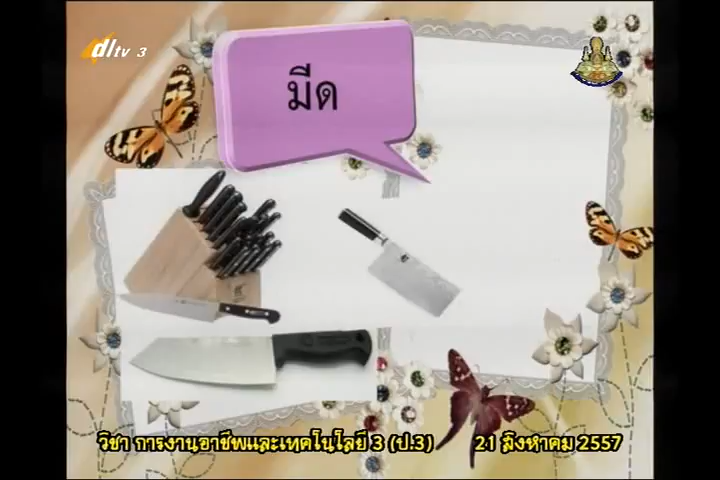 dltv 3
มีด
วิชา การงานอาชีพและเทคโนโลยี 3 (ป.3) 21 สิงหาคม 2557